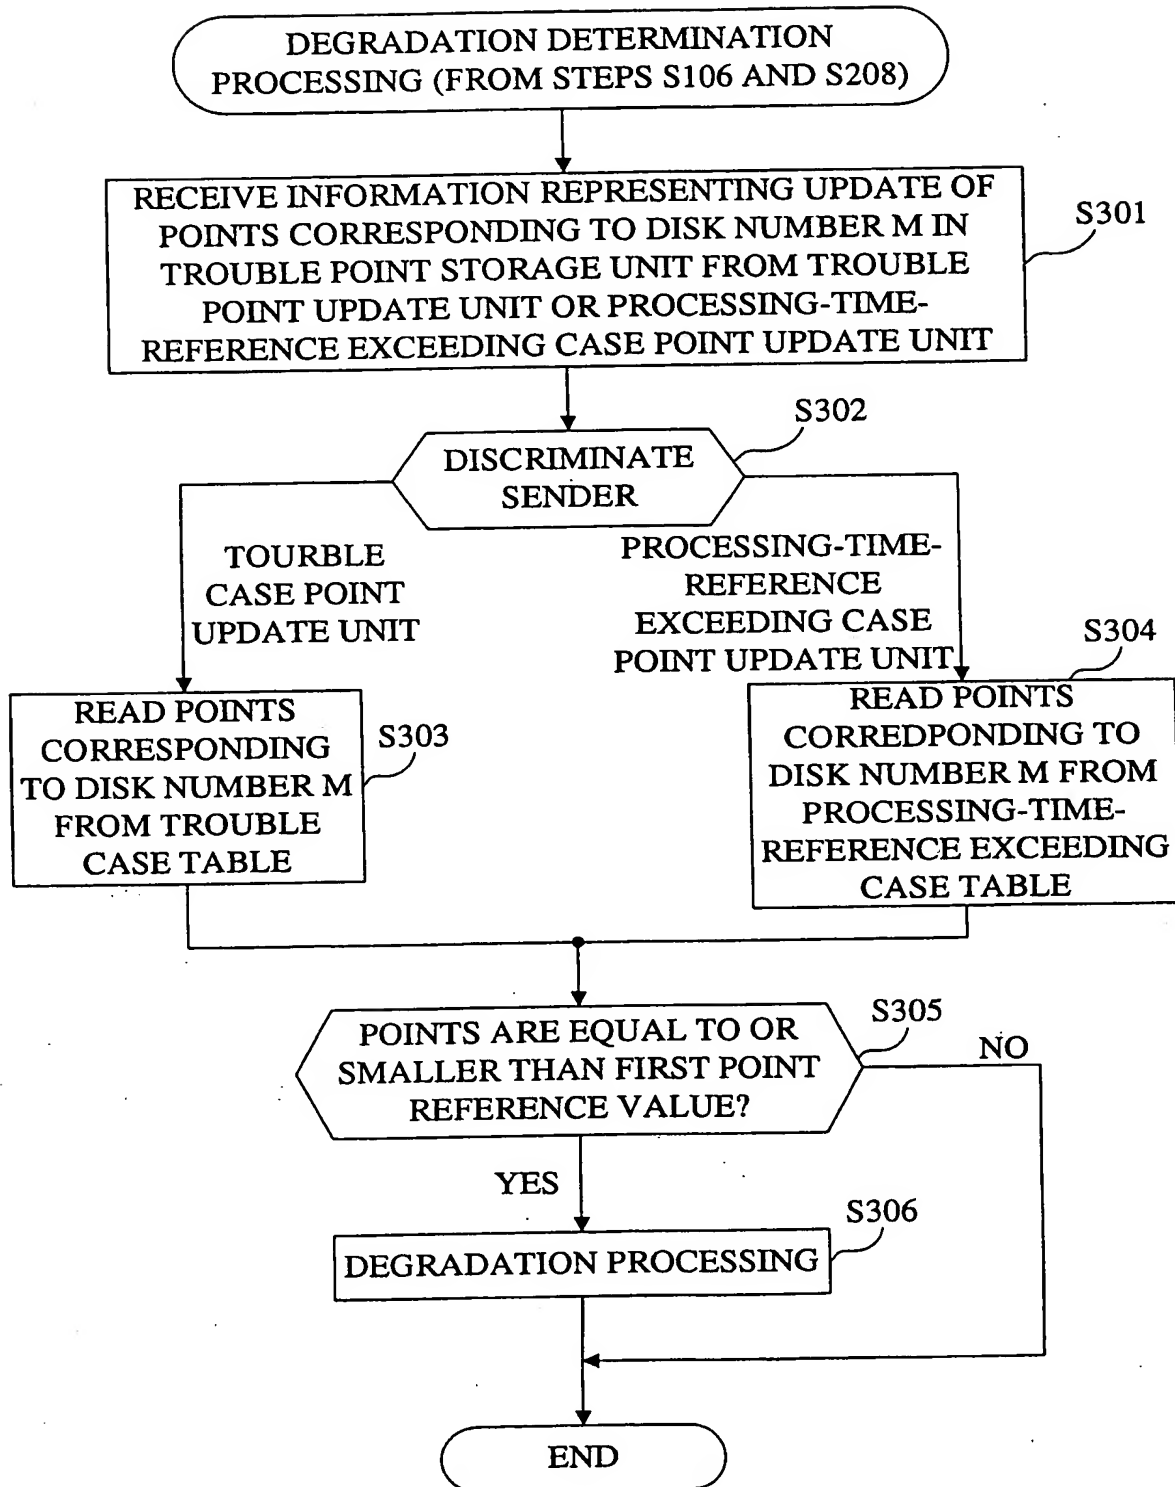 DEGRADATION DETERMINATION
PROCESSING (FROM STEPS S106 AND S208)
RECEIVE INFORMATION REPRESENTING UPDATE OF
POINTS CORRESPONDING TO DISK NUMBER M IN
TROUBLE POINT STORAGE UNIT FROM TROUBLE
POINT UPDATE UNIT OR PROCESSING-TIME-
REFERENCE EXCEEDING CASE POINT UPDATE UNIT
S301
S302
DISCRIMINATE
SENDER
TOURBLE
CASE POINT
UPDATE UNIT
PROCESSING-TIME-
REFERENCE
EXCEEDING CASE
POINT UPDATE UNIT
READ POINTS
CORRESPONDING
TO DISK NUMBER M
FROM TROUBLE
CASE TABLE
S303
S304
READ POINTS
CORREDPONDING TO
DISK NUMBER M FROM
PROCESSING-TIME-
REFERENCE EXCEEDING
CASE TABLE
POINTS ARE EQUAL TO OR
SMALLER THAN FIRST POINT
REFERENCE VALUE?
S305
NO
YES
S306
DEGRADATION PROCESSING
END